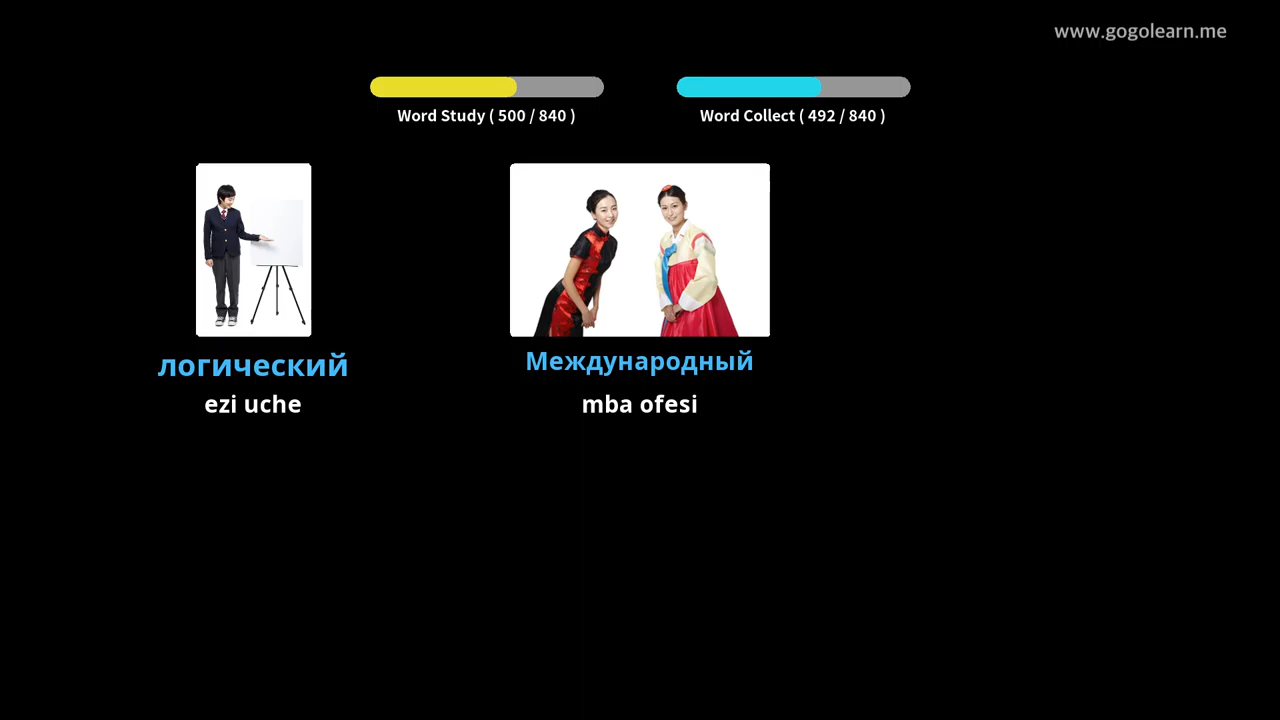 www.gogolearn.me
Word Study ( 500 / 840 )
Word Collect ( 492 / 840 )
логический
Международный
ezi uche
mba ofesi